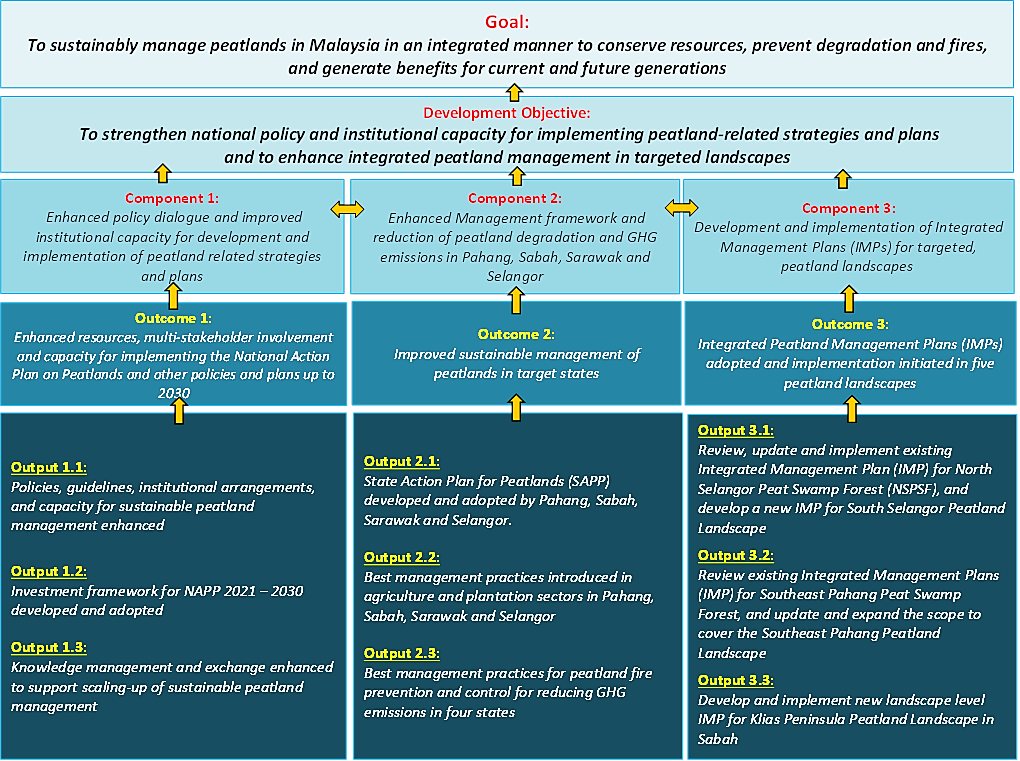 Goal:
To sustainably manage peatlands in Malaysia in an integrated manner to conserve resources, prevent degradation and fires,
and generate benefits for current and future generations
Development Objective:
To strengthen national policy and institutional capacity for implementing peatland-related strategies and plans
and to enhance integrated peatland management in targeted landscapes
Component 1:
Enhanced policy dialogue and improved
institutional capacity for development and
implementation of peatland related strategies
and plans
Component 2:
Enhanced Management framework and
reduction of peatland degradation and GHG
emissions in Pahang, Sabah, Sarawak and
Selangor
Component 3:
Development and implementation of Integrated
Management Plans (IMPs) for targeted,
peatland landscapes
Outcome 1:
Enhanced resources, multi-stakeholder involvement
and capacity for implementing the National Action
Plan on Peatlands and other policies and plans up to
2030
Outcome 2:
Improved sustainable management of
peatlands in target states
Outcome 3:
Integrated Peatland Management Plans (IMPs)
adopted and implementation initiated in five
peatland landscapes
Output 1.1:
Policies, guidelines, institutional arrangements,
and capacity for sustainable peatland
management enhanced
Output 1.2:
Investment framework for NAPP 2021 – 2030
developed and adopted
Output 1.3:
Knowledge management and exchange enhanced
to support scaling-up of sustainable peatland
management
Output 2.1:
State Action Plan for Peatlands (SAPP)
developed and adopted by Pahang, Sabah,
Sarawak and Selangor.
Output 2.2:
Best management practices introduced in
agriculture and plantation sectors in Pahang,
Sabah, Sarawak and Selangor
Output 2.3:
Best management practices for peatland fire
prevention and control for reducing GHG
emissions in four states
Output 3.1:
Review, update and implement existing
Integrated Management Plan (IMP) for North
Selangor Peat Swamp Forest (NSPSF), and
develop a new IMP for South Selangor Peatland
Landscape
Output 3.2:
Review existing Integrated Management Plans
(IMP) for Southeast Pahang Peat Swamp
Forest, and update and expand the scope to
cover the Southeast Pahang Peatland
Landscape
Output 3.3:
Develop and implement new landscape level
IMP for Klias Peninsula Peatland Landscape in
Sabah